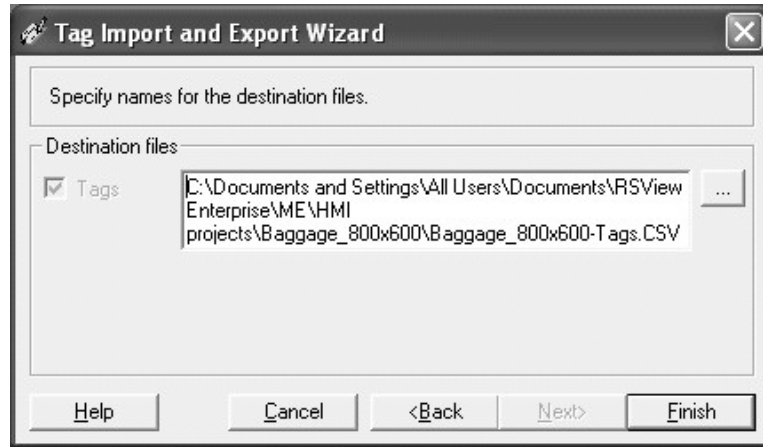 Tag Import and Export Wizard
Specify names for the destination files.
Destination files
Tags
C:\Documents and Settings\All Users\Documents\RSView
Enterprise\ME\HMI
projects\Baggage_800x600\Baggage_800x600-Tags.CSV
...
Help
Cancel
<Back
Next>
Finish